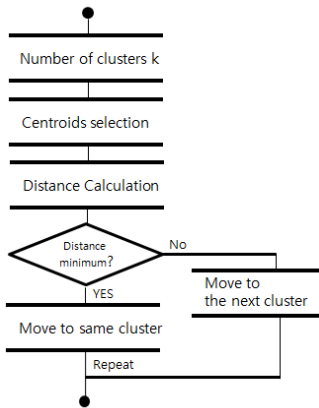 Number of clusters k
Centroids selection
Distance Calculation
Distance
minimum?
No
YES
Move to
the next cluster
Move to same cluster
Repeat